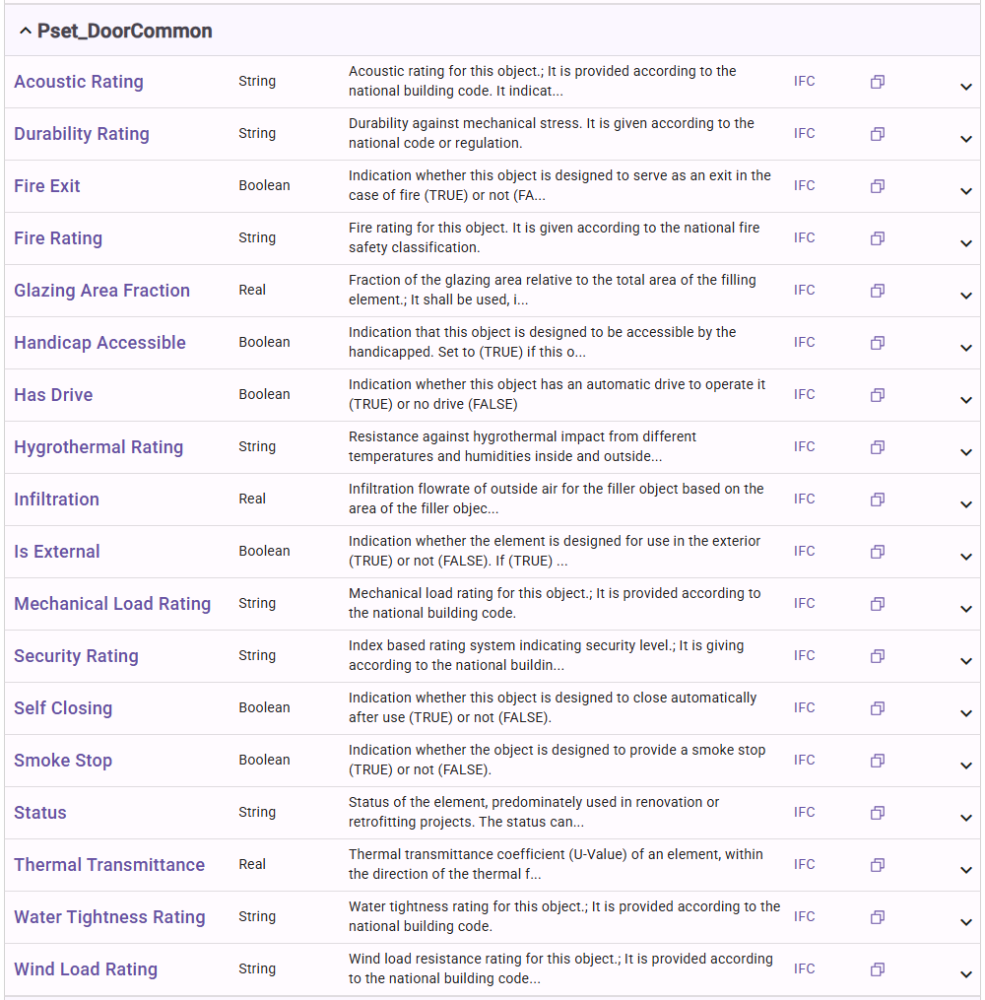 Pset_DoorCommon
Acoustic Rating String Acoustic rating for this object.; It is provided according to the IFC
national building code. It indicat...
Durability Rating String Durability against mechanical stress. It is given according to the IFC
national code or regulation.
Fire Exit Boolean Indication whether this object is designed to serve as an exit in the IFC
case of fire (TRUE) or not (FA...
Fire Rating String Fire rating for this object. It is given according to the national fire IFC
safety classification.
Glazing Area Fraction Real Fraction of the glazing area relative to the total area of the filling IFC
element.; It shall be used, i...
Handicap Accessible Boolean Indication that this object is designed to be accessible by the IFC
handicapped. Set to (TRUE) if this o...
Has Drive Boolean Indication whether this object has an automatic drive to operate it IFC
(TRUE) or no drive (FALSE)
Hygrothermal Rating String Resistance against hygrothermal impact from different IFC
temperatures and humidities inside and outside...
Infiltration Real Infiltration flowrate of outside air for the filler object based on the IFC
area of the filler objec...
Is External Boolean Indication whether the element is designed for use in the exterior IFC
(TRUE) or not (FALSE). If (TRUE) ...
Mechanical Load Rating String Mechanical load rating for this object.; It is provided according to IFC
the national building code.
Security Rating String Index based rating system indicating security level.; It is giving IFC
according to the national buildin...
Self Closing Boolean Indication whether this object is designed to close automatically IFC
after use (TRUE) or not (FALSE).
Smoke Stop Boolean Indication whether the object is designed to provide a smoke stop IFC
(TRUE) or not (FALSE).
Status String Status of the element, predominately used in renovation or IFC
retrofitting projects. The status can...
Thermal Transmittance Real Thermal transmittance coefficient (U-Value) of an element, within IFC
the direction of the thermal f...
Water Tightness Rating String Water tightness rating for this object.; It is provided according to the IFC
national building code.
Wind Load Rating String Wind load resistance rating for this object.; It is provided according IFC
to the national building code...